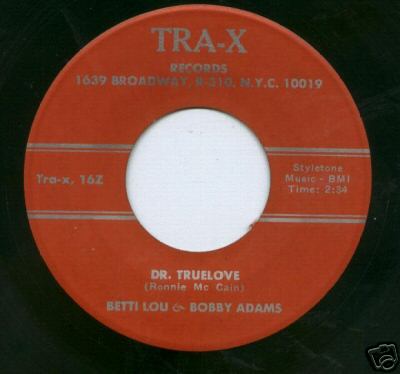 TRA-X
RECORDS
1639 BROADWAY, R-310, N.Y.C. 10019
Tra-x, 16Z
Styletone
Music - BMI
Time: 2:34
DR. TRUELOVE
(Ronnie Mc Cain)
BETTI LOU & BOBBY ADAMS